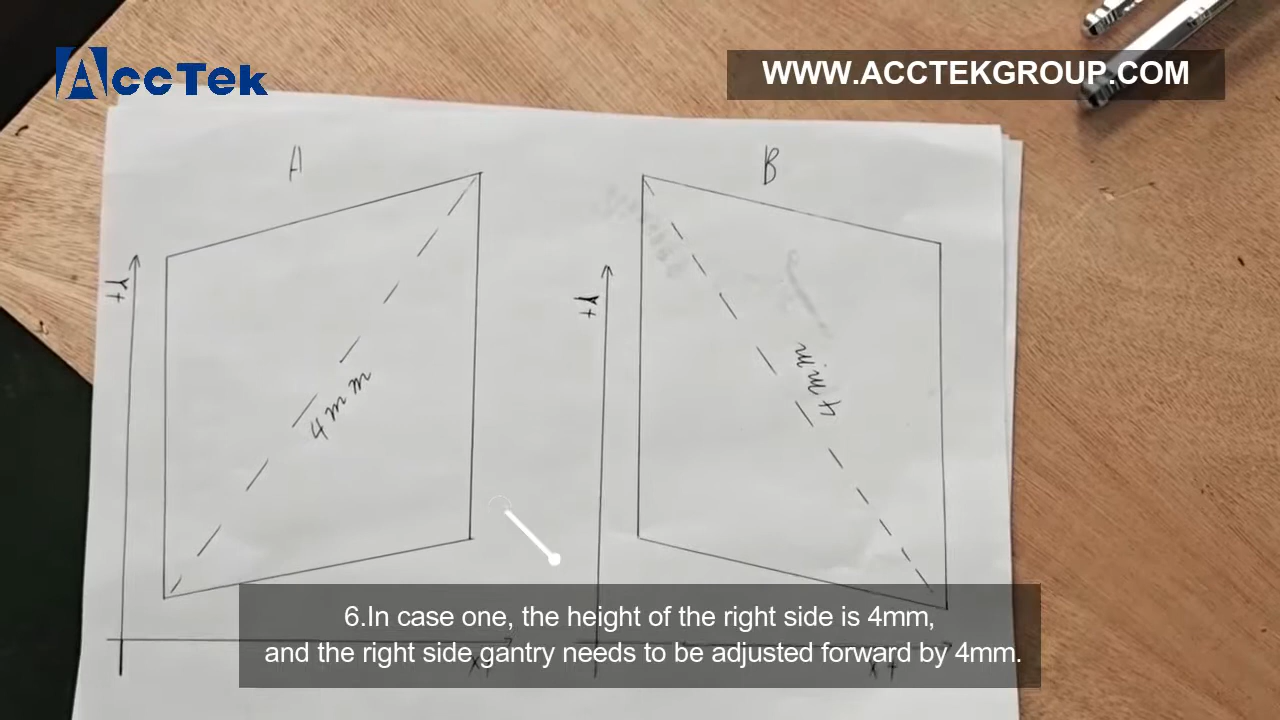 AccTek
WWW.ACCTEKGROUP.COM
A
B
Y+
Y+
4mm
4mm
6.In case one, the height of the right side is 4mm,
and the right side gantry needs to be adjusted forward by 4mm.
X+
X+